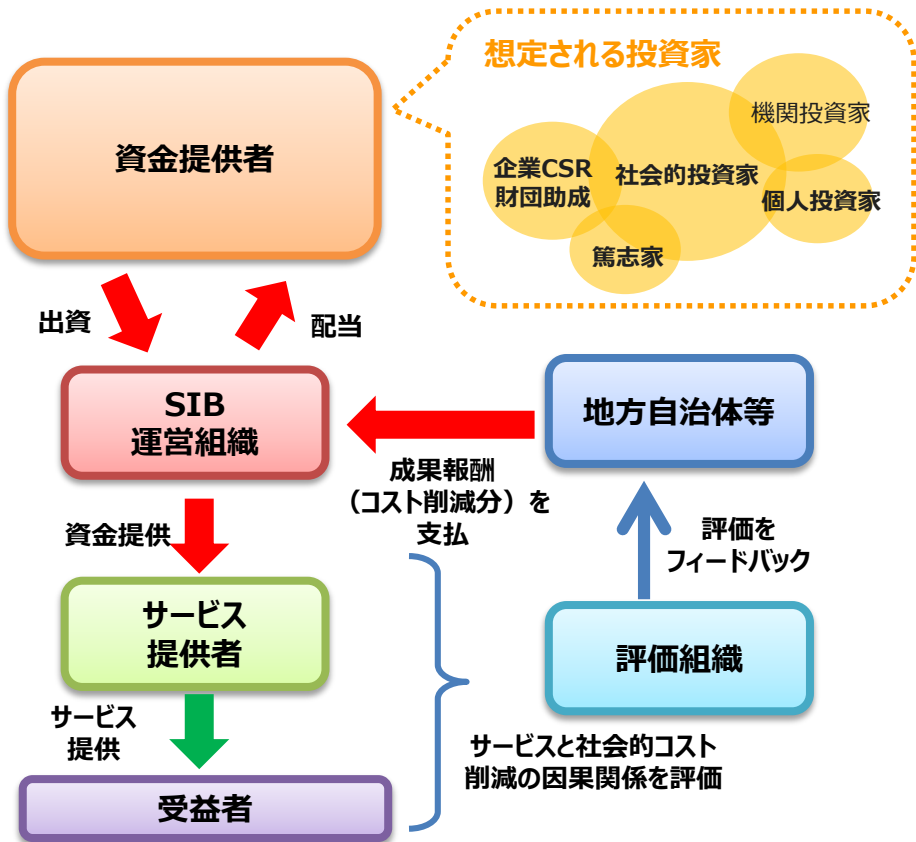 想定される投資家
資金提供者
機関投資家
企業CSR
財団助成
社会的投資家
個人投資家
篤志家
出資
配当
SIB
運営組織
地方自治体等
成果報酬
（コスト削減分）を
支払
資金提供
評価を
フィードバック
サービス
提供者
評価組織
サービス
提供
サービスと社会的コスト
削減の因果関係を評価
受益者